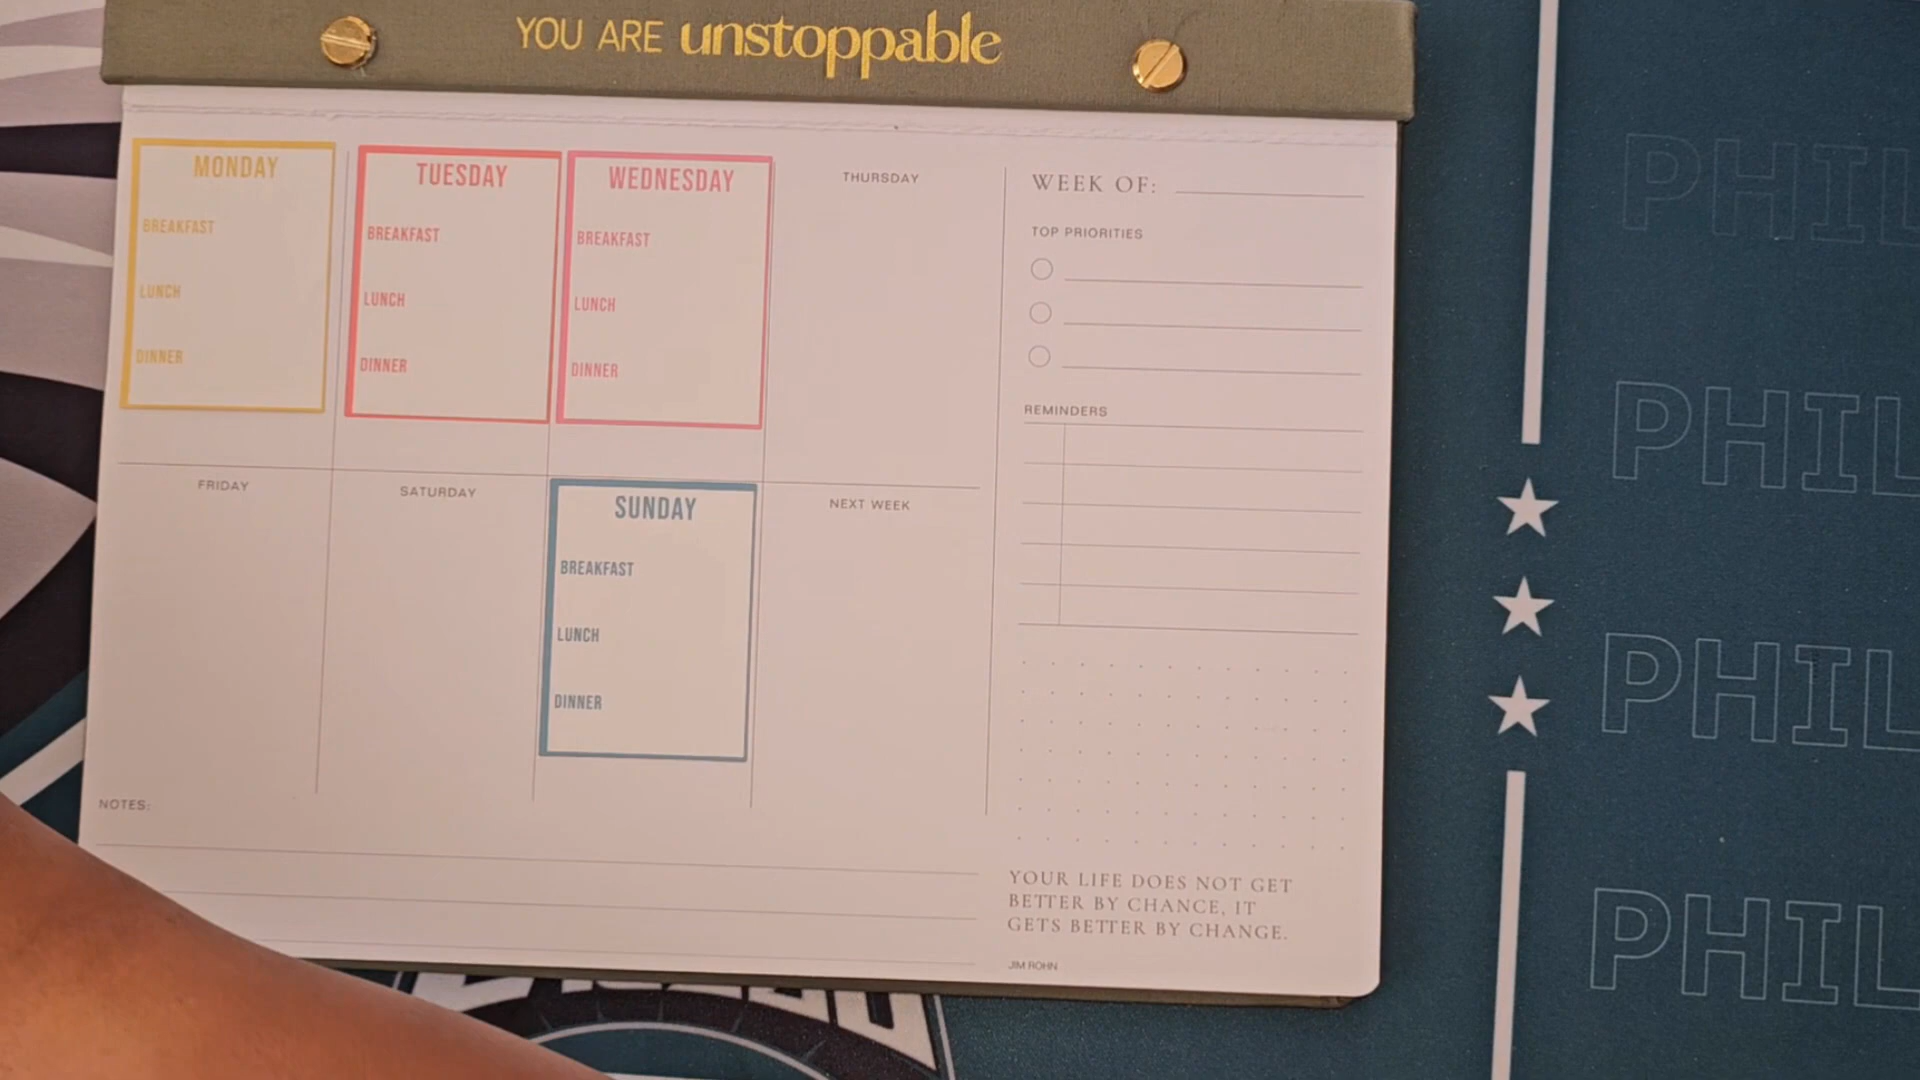 YOU ARE unstoppable
MONDAY
BREAKFAST
LUNCH
DINNER
TUESDAY
BREAKFAST
LUNCH
DINNER
WEDNESDAY
BREAKFAST
LUNCH
DINNER
THURSDAY
FRIDAY
SATURDAY
SUNDAY
BREAKFAST
LUNCH
DINNER
NEXT WEEK
NOTES:
WEEK OF:
TOP PRIORITIES
REMINDERS
YOUR LIFE DOES NOT GET
BETTER BY CHANCE, IT
GETS BETTER BY CHANGE.
JIM ROHN
PHIL
PHIL
PHIL
PHIL